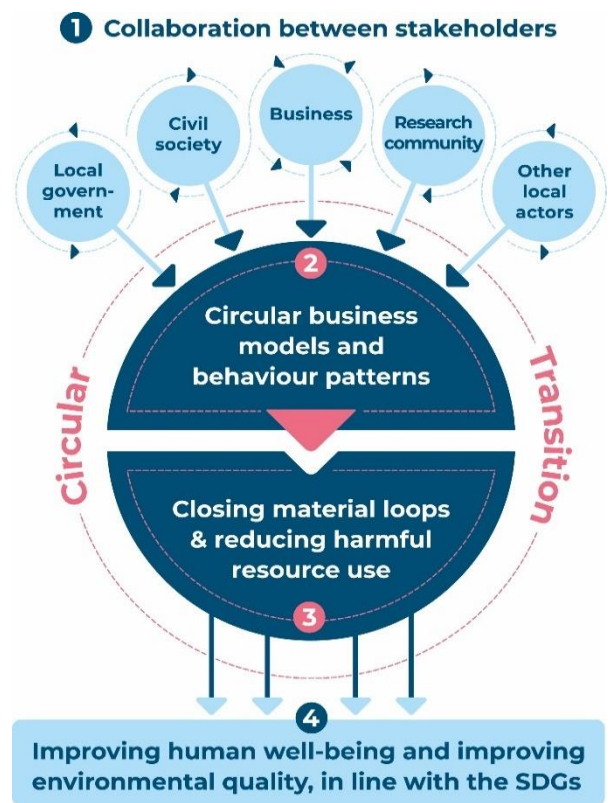 1 Collaboration between stakeholders
Local
govern-
ment
Civil
society
Business
Research
community
Other
local
actors
Circular
Transition
2
Circular business
models and
behaviour patterns
Closing material loops
& reducing harmful
resource use
3
4
Improving human well-being and improving
environmental quality, in line with the SDGs